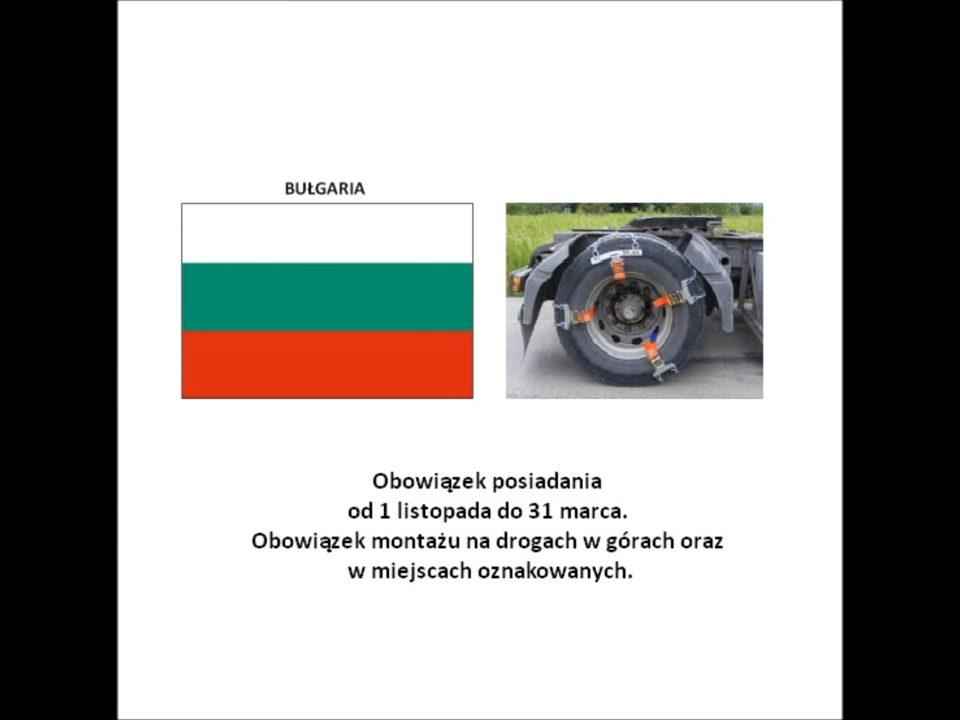 BUŁGARIA
Obowiązek posiadania
od 1 listopada do 31 marca.
Obowiązek montażu na drogach w górach oraz
w miejscach oznakowanych.